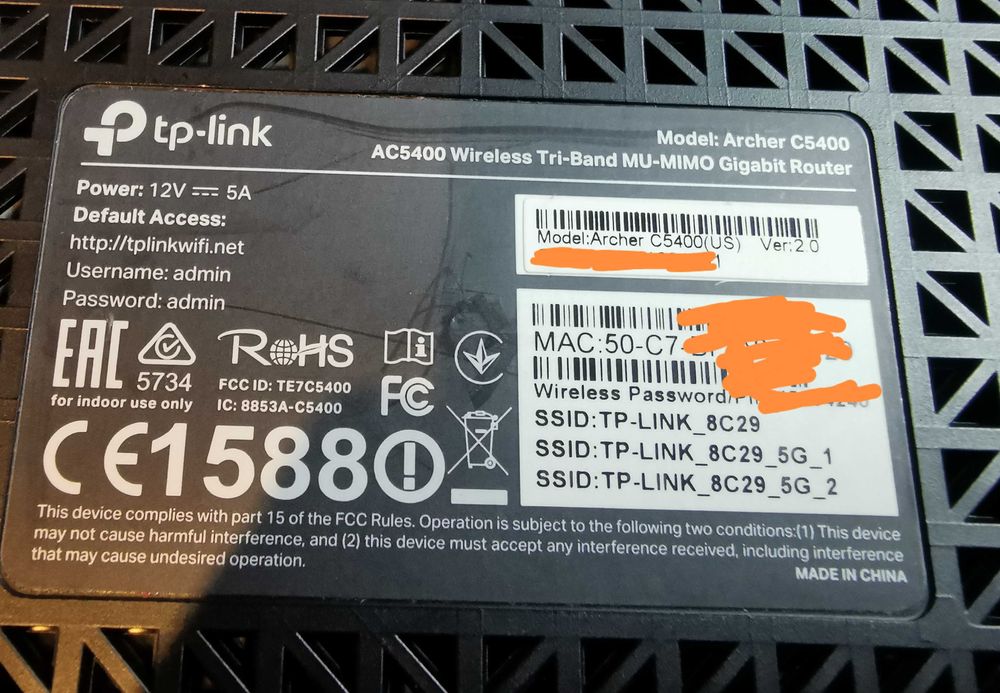 tp-link
Model: Archer C5400
AC5400 Wireless Tri-Band MU-MIMO Gigabit Router
Power: 12V ⎓ 5A
Default Access:
http://tplinkwifi.net
Username: admin
Password: admin
Model:Archer C5400(US) Ver:2.0
1
MAC:50-C7-
Wireless Password/
SSID:TP-LINK_8C29
SSID:TP-LINK_8C29_5G_1
SSID:TP-LINK_8C29_5G_2
EAC
5734
RoHS
FC
for indoor use only
FCC ID: TE7C5400
IC: 8853A-C5400
CE1588
This device complies with part 15 of the FCC Rules. Operation is subject to the following two conditions:(1) This device
may not cause harmful interference, and (2) this device must accept any interference received, including interference
that may cause undesired operation.
MADE IN CHINA